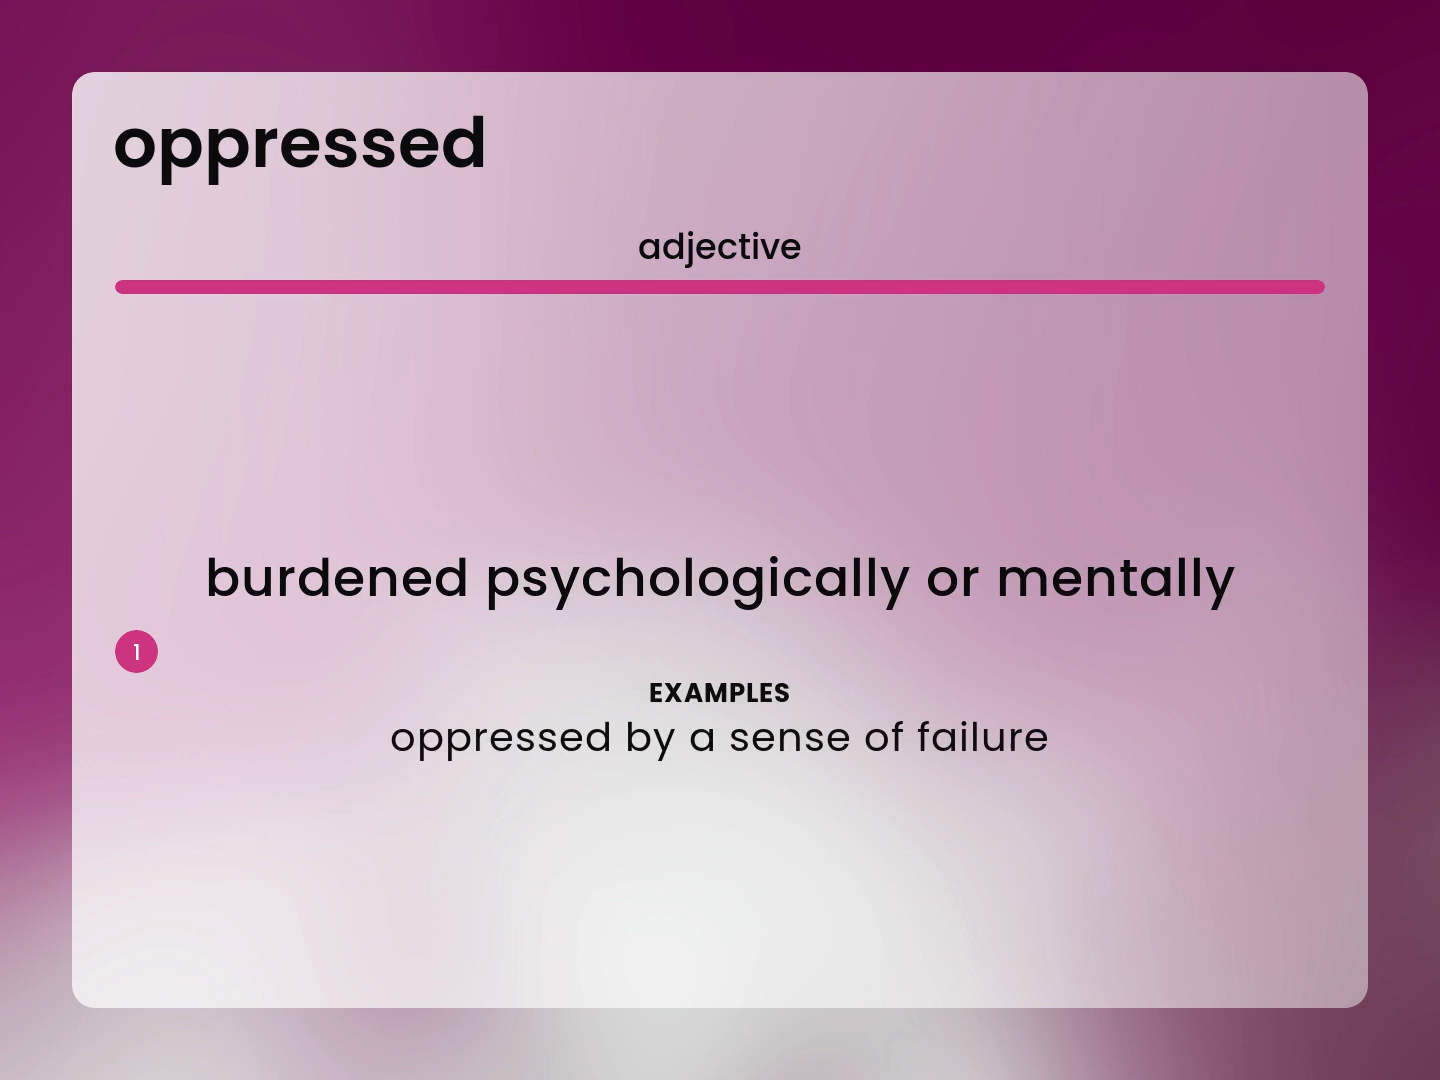 oppressed
adjective
burdened psychologically or mentally
1
EXAMPLES
oppressed by a sense of failure